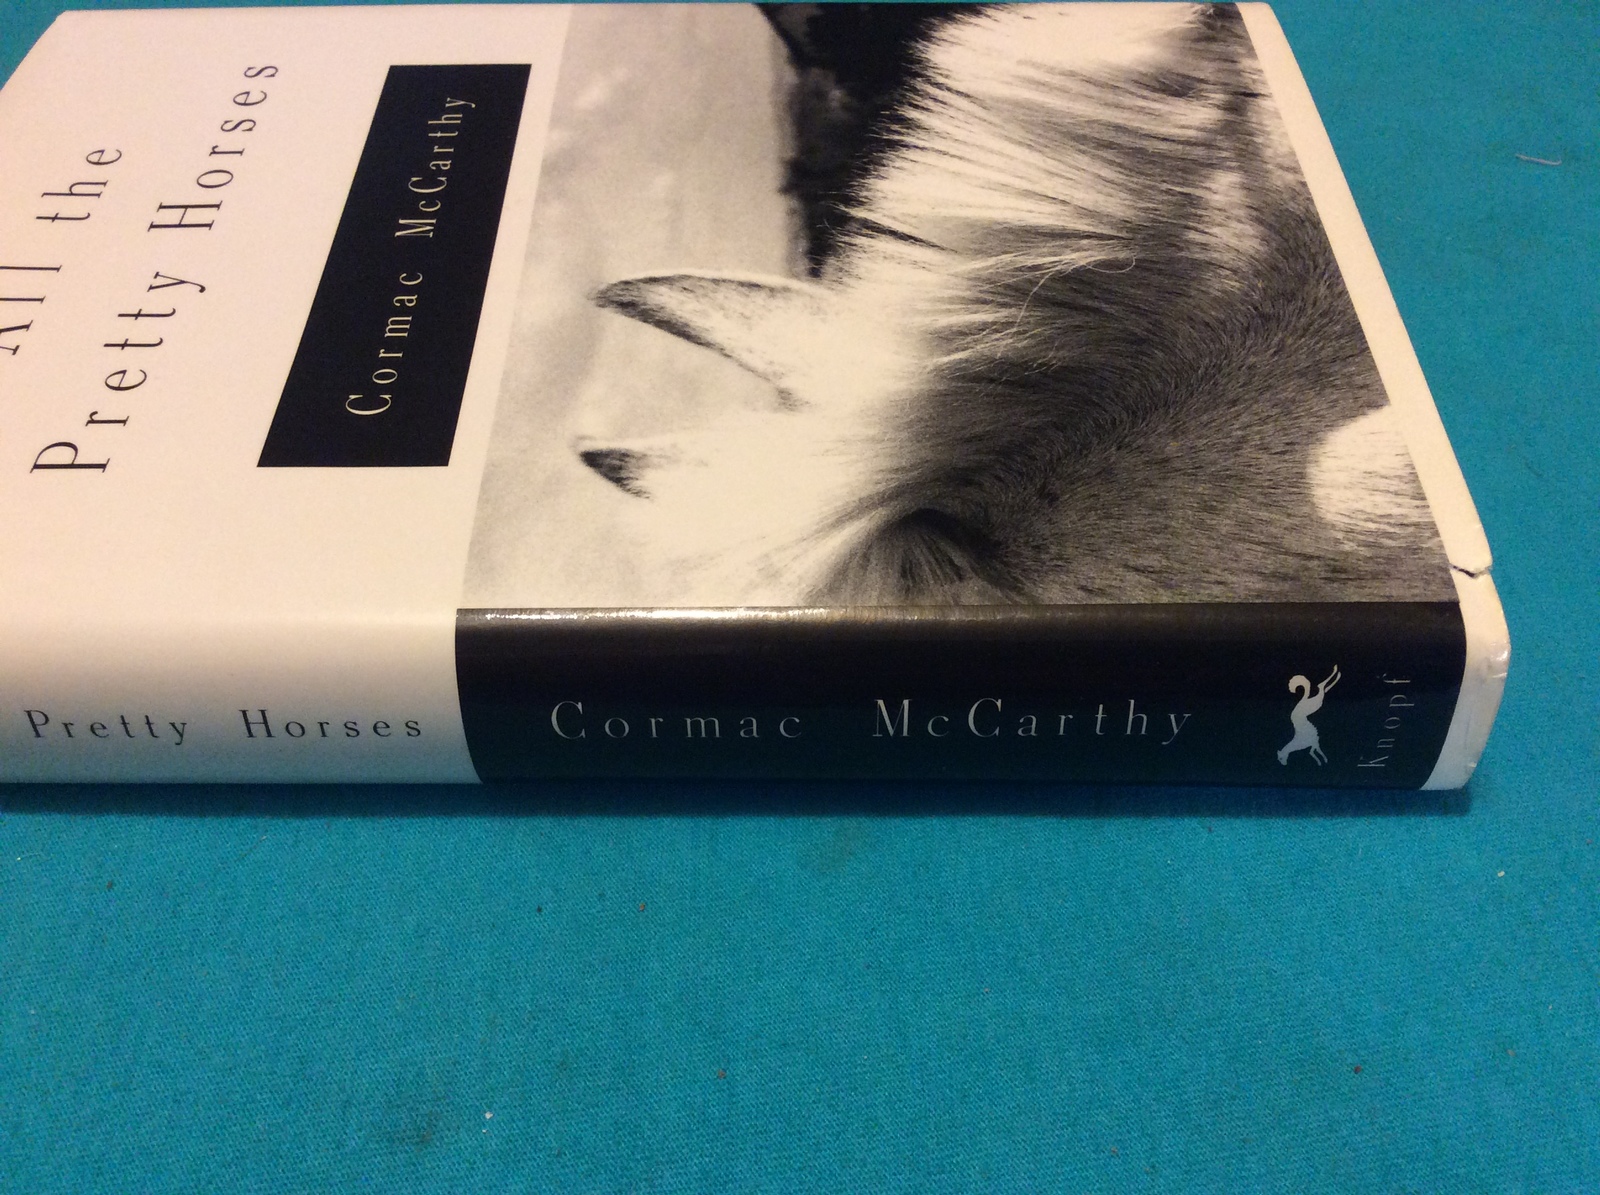 All the
Pretty Horses
Cormac McCarthy
Pretty Horses Cormac McCarthy Knopf